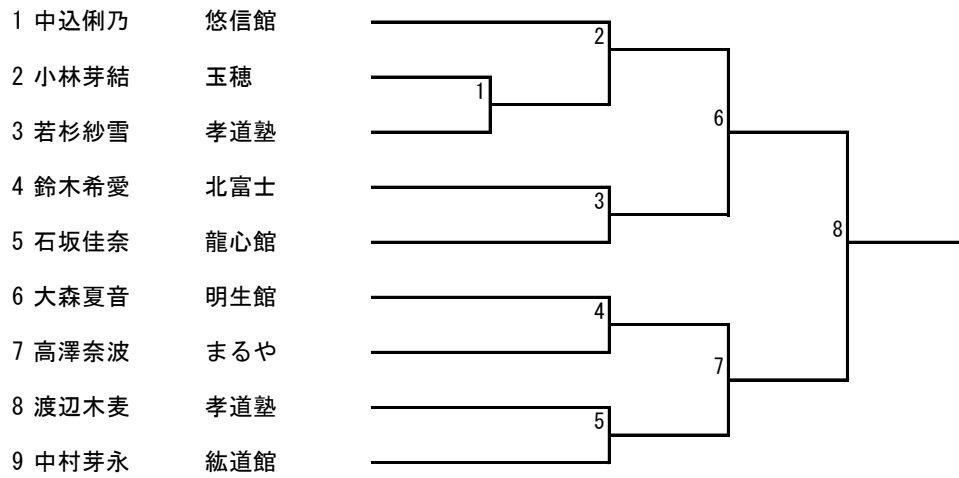 1 中込俐乃 悠信館
2 小林芽結 玉穂
3 若杉紗雪 孝道塾
4 鈴木希愛 北富士
5 石坂佳奈 龍心館
6 大森夏音 明生館
7 高澤奈波 まるや
8 渡辺木麦 孝道塾
9 中村芽永 紘道館
2
1
6
3
8
4
7
5